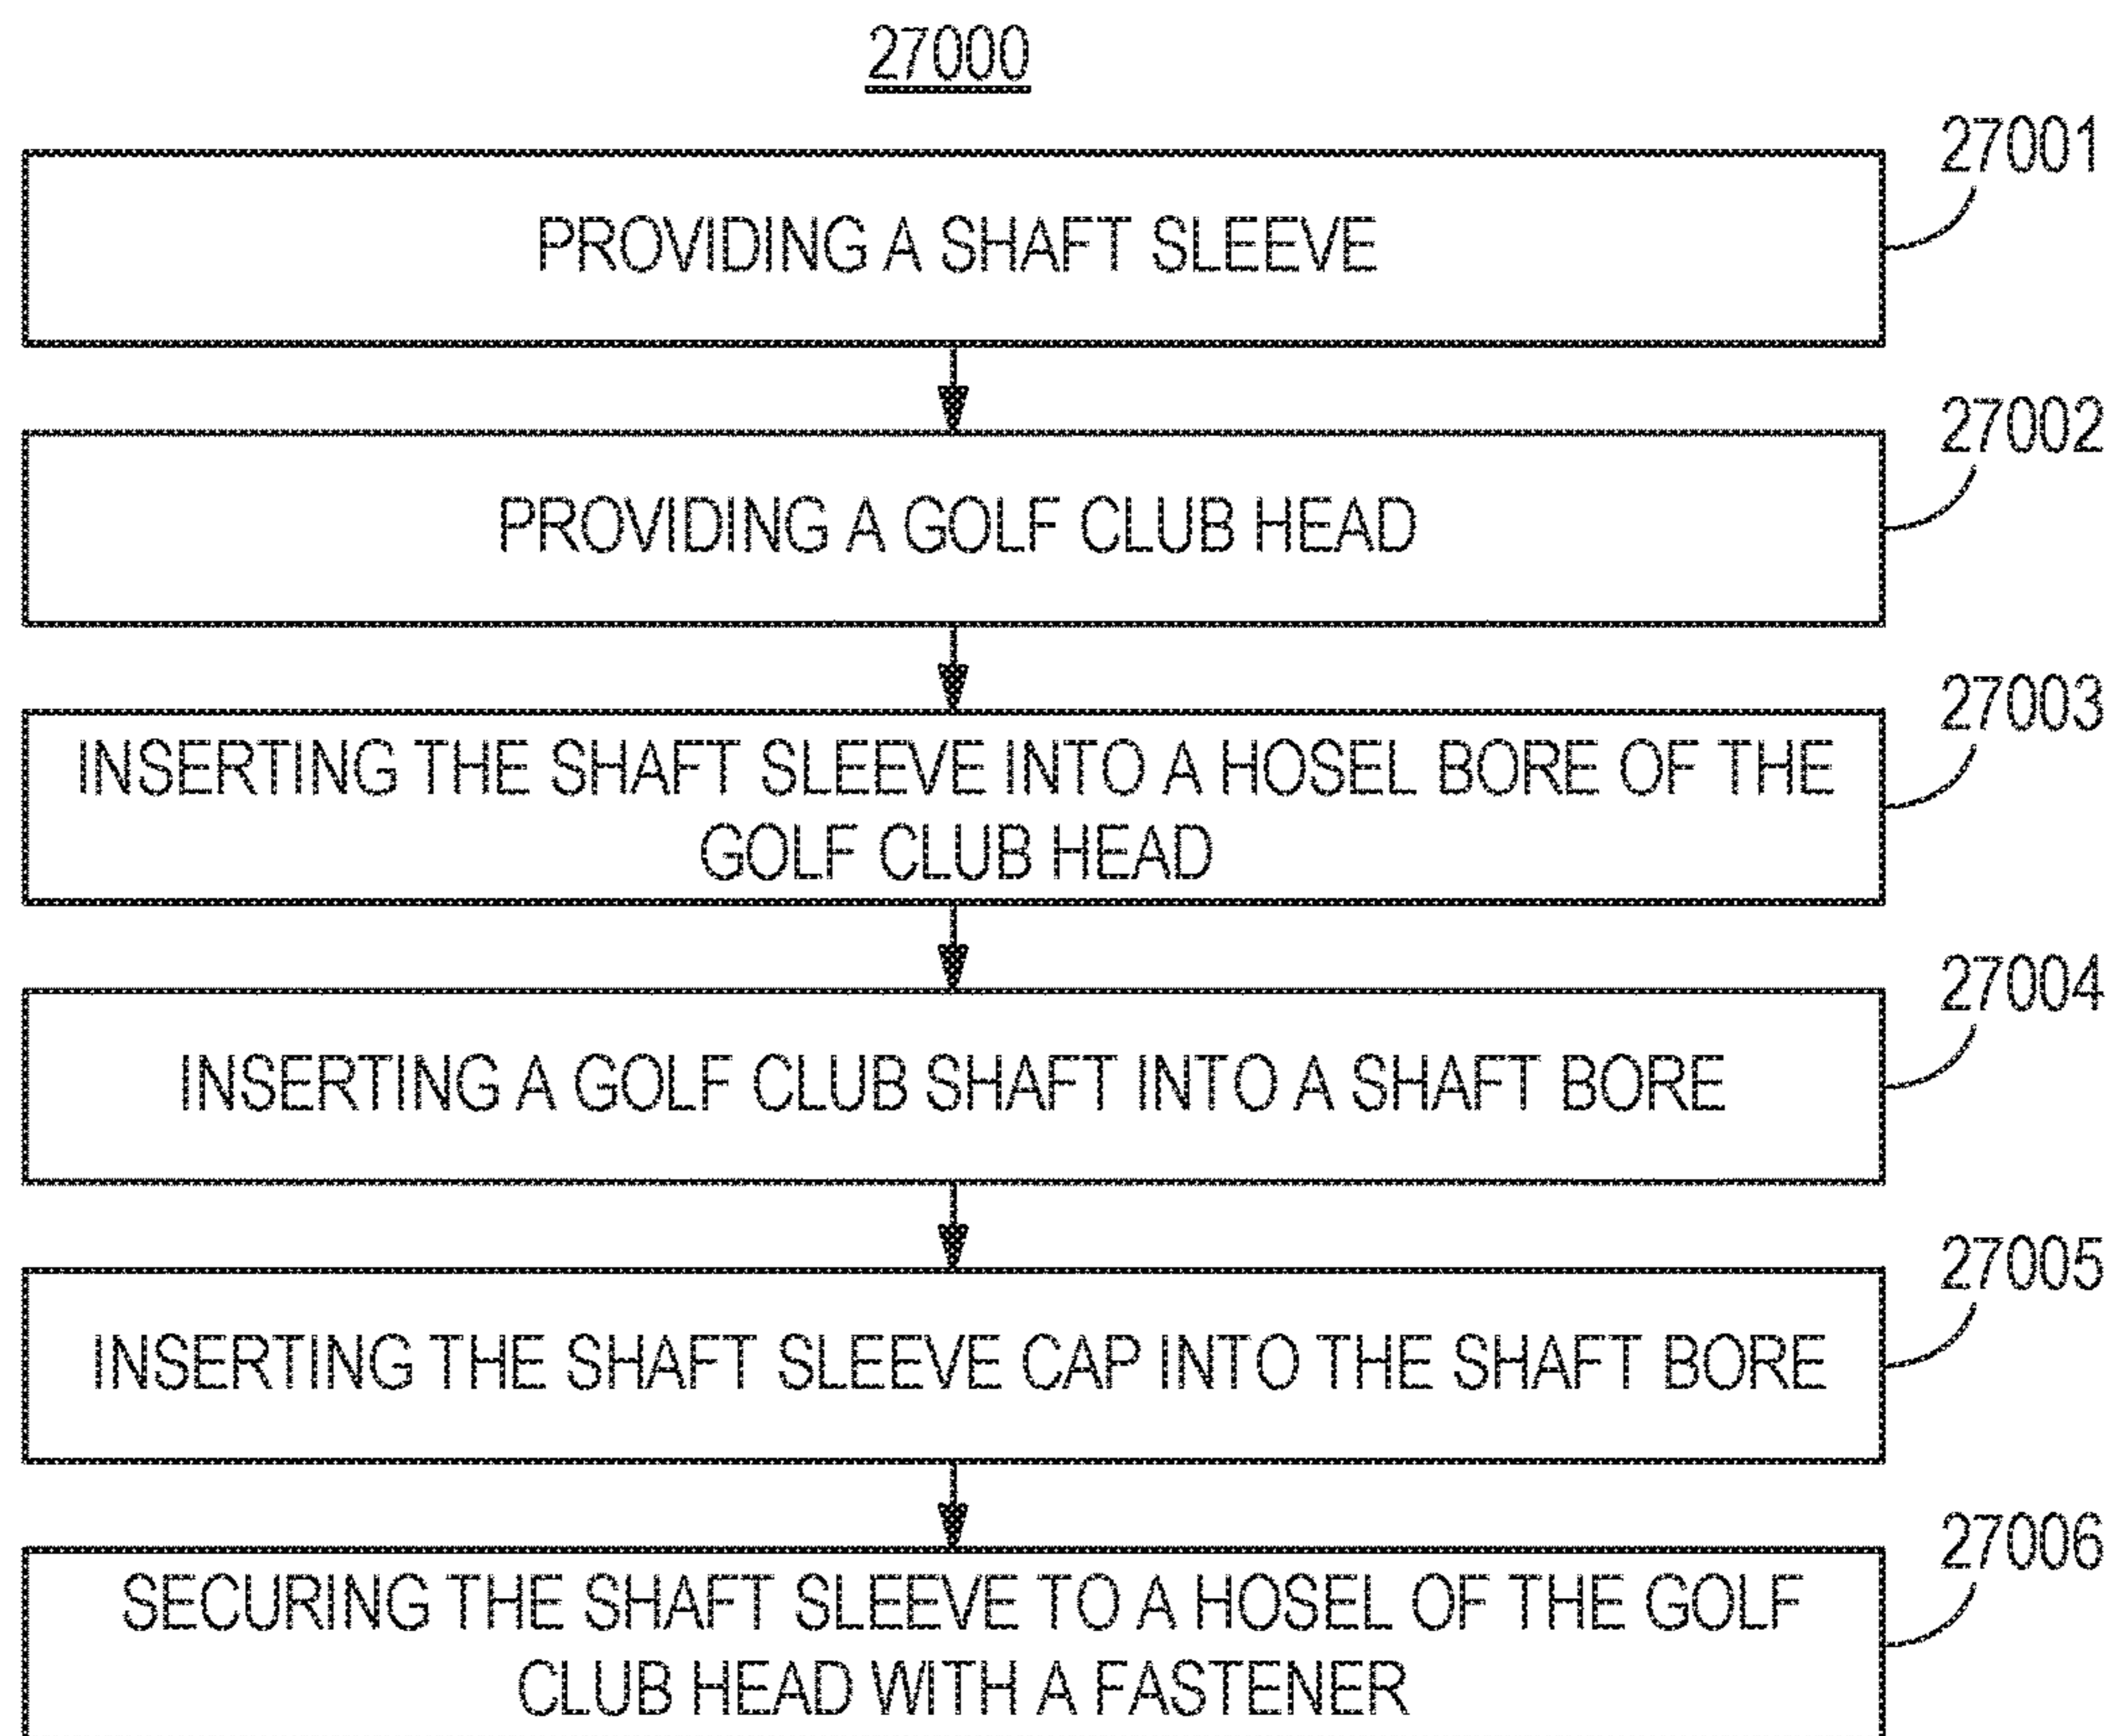 27000
27001
PROVIDING A SHAFT SLEEVE
27002
PROVIDING A GOLF CLUB HEAD
27003
INSERTING THE SHAFT SLEEVE INTO A HOSEL BORE OF THE
GOLF CLUB HEAD
27004
INSERTING A GOLF CLUB SHAFT INTO A SHAFT BORE
27005
INSERTING THE SHAFT SLEEVE CAP INTO THE SHAFT BORE
27006
SECURING THE SHAFT SLEEVE TO A HOSEL OF THE GOLF
CLUB HEAD WITH A FASTENER